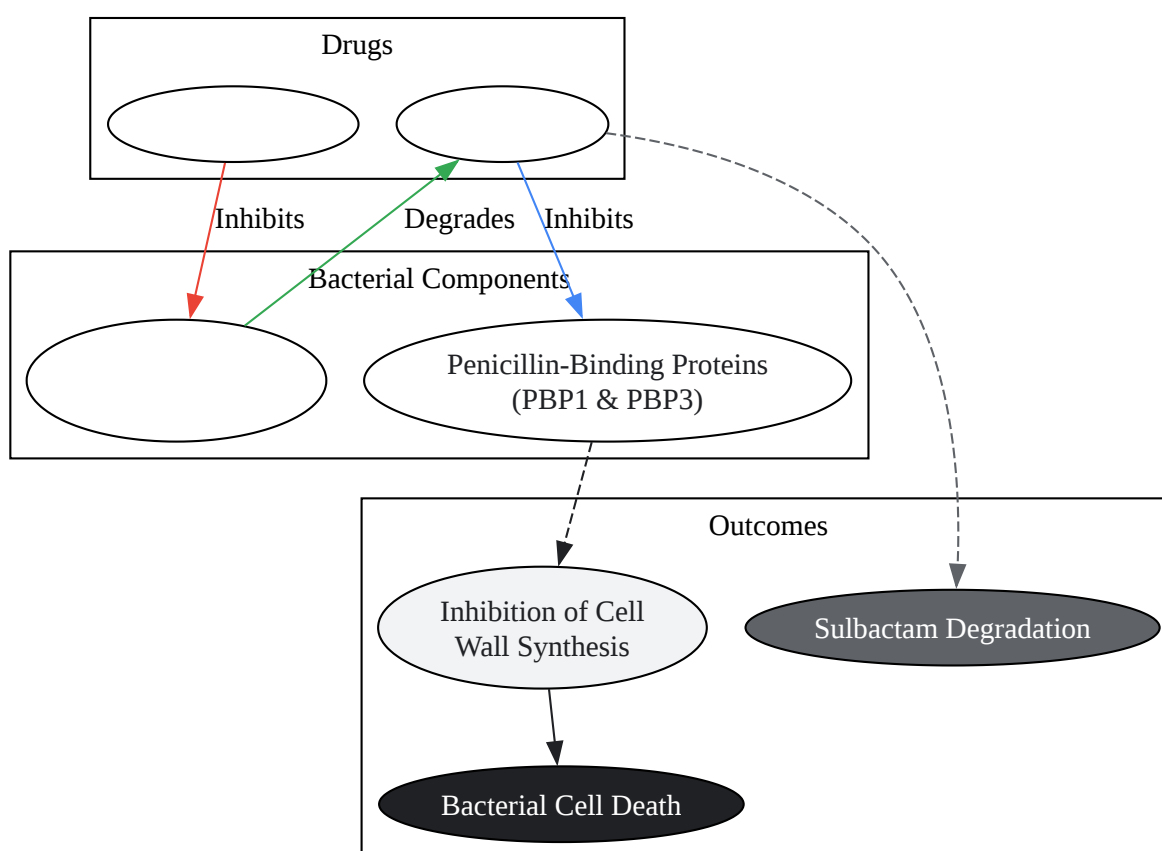 Drugs
Inhibits
Degrades
Inhibits
Bacterial Components
Penicillin-Binding Proteins
(PBP1 & PBP3)
Outcomes
Inhibition of Cell
Wall Synthesis
Sulbactam Degradation
Bacterial Cell Death